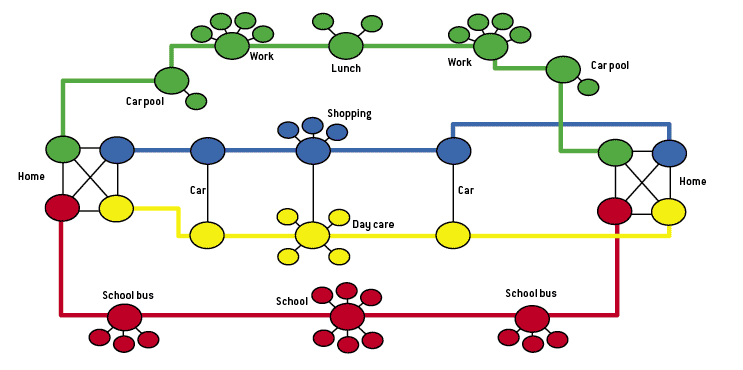 Work
Lunch
Work
Car pool
Car pool
Shopping
Home
Car
Car
Home
Day care
School bus
School
School bus